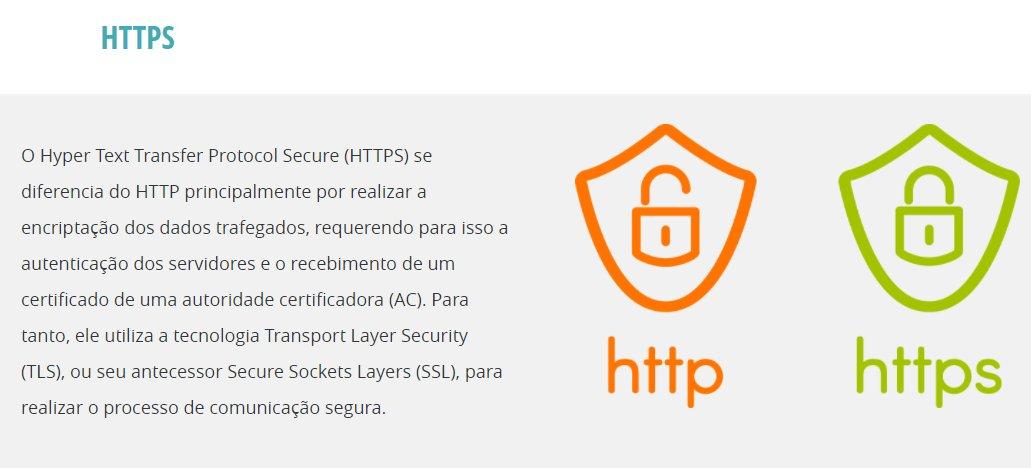 HTTPS
O Hyper Text Transfer Protocol Secure (HTTPS) se
diferencia do HTTP principalmente por realizar a
encriptação dos dados trafegados, requerendo para isso a
autenticação dos servidores e o recebimento de um
certificado de uma autoridade certificadora (AC). Para
tanto, ele utiliza a tecnologia Transport Layer Security
(TLS), ou seu antecessor Secure Sockets Layers (SSL), para
realizar o processo de comunicação segura.
http
https